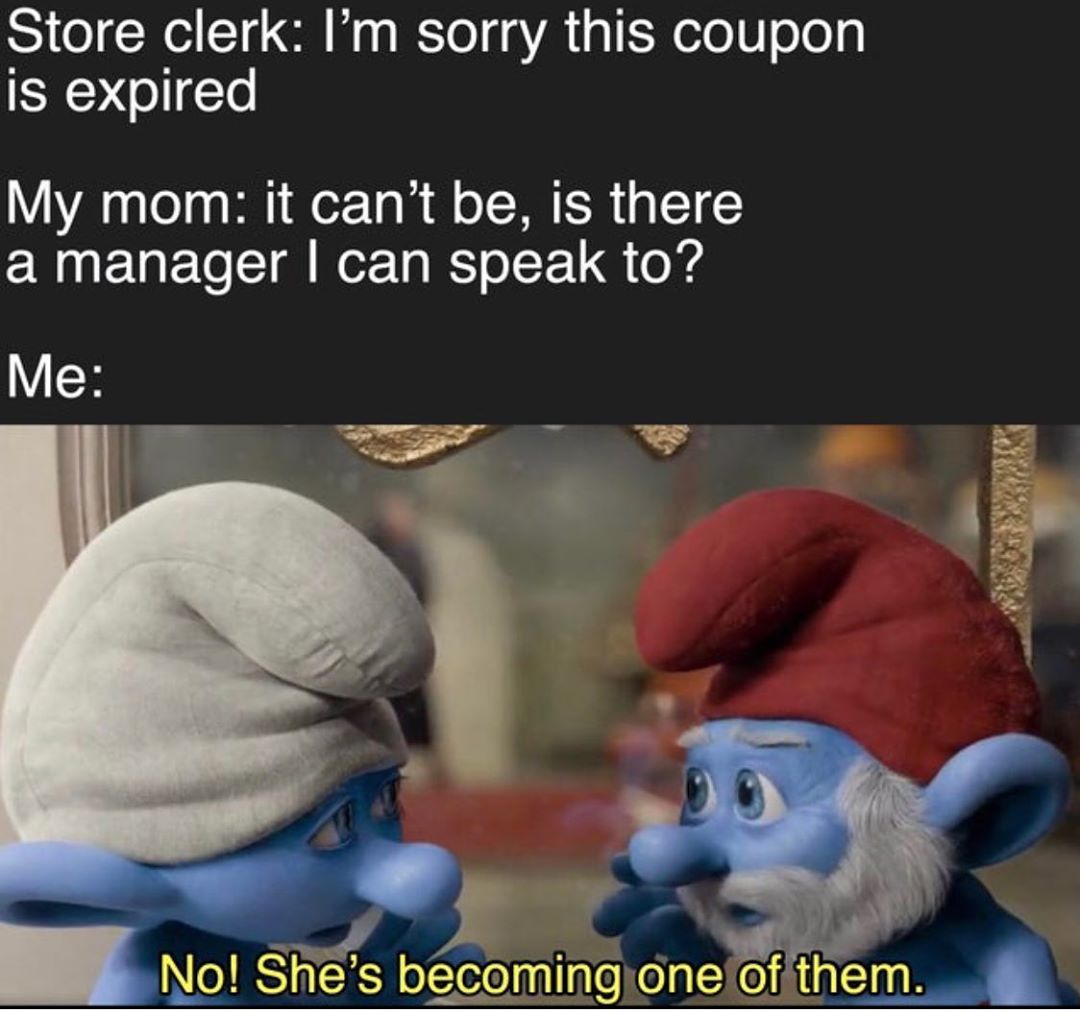 Store clerk: I'm sorry this coupon
is expired
My mom: it can't be, is there
a manager I can speak to?
Me:
No! She's becoming one of them.